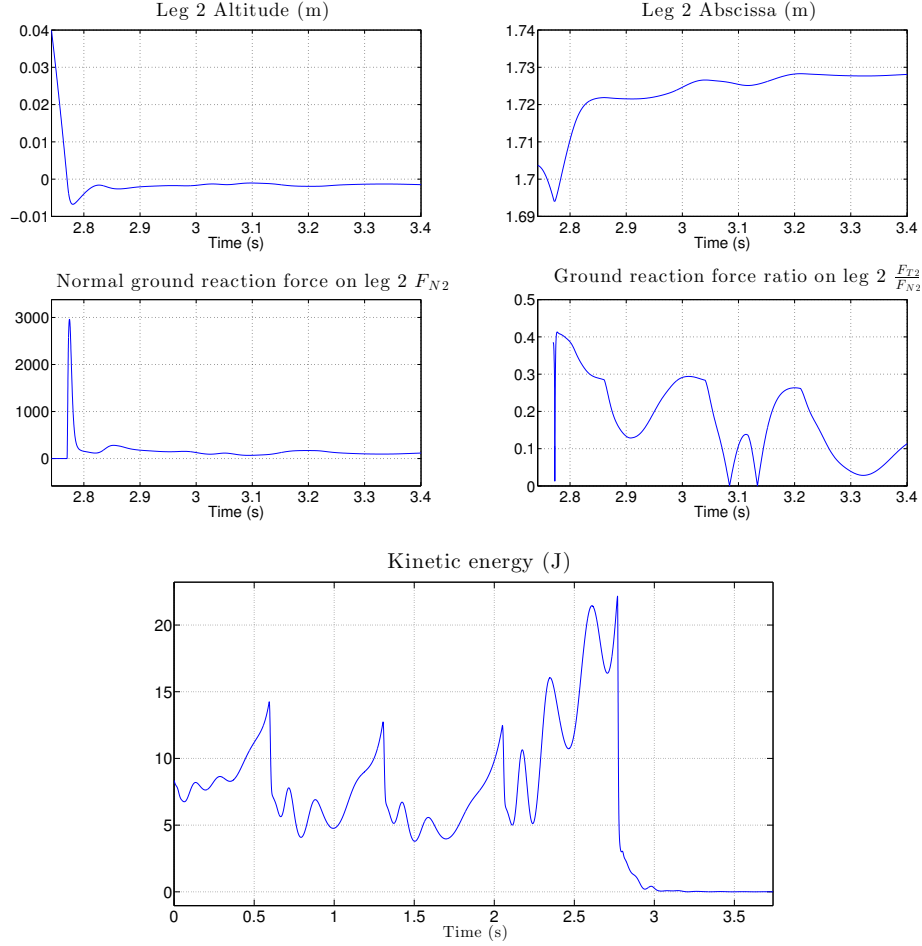 Leg 2 Altitude (m)
0.04
0.03
0.02
0.01
0
−0.01
2.8 2.9 3 3.1 3.2 3.3 3.4
Time (s)
Leg 2 Abscissa (m)
1.74
1.73
1.72
1.71
1.7
1.69
2.8 2.9 3 3.1 3.2 3.3 3.4
Time (s)
Normal ground reaction force on leg 2 F_{N2}
3000
2000
1000
0
2.8 2.9 3 3.1 3.2 3.3 3.4
Time (s)
Ground reaction force ratio on leg 2 \frac{F_{T2}}{F_{N2}}
0.5
0.4
0.3
0.2
0.1
0
2.8 2.9 3 3.1 3.2 3.3 3.4
Time (s)
Kinetic energy (J)
20
15
10
5
0
0 0.5 1 1.5 2 2.5 3 3.5
Time (s)